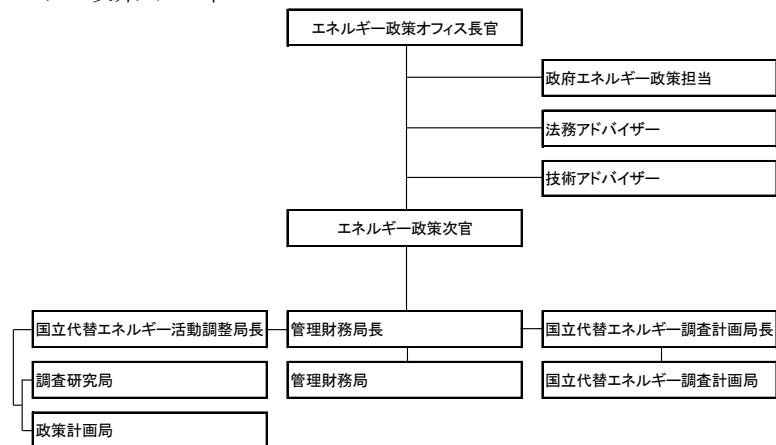 エネルギー政策オフィス長官
政府エネルギー政策担当
法務アドバイザー
技術アドバイザー
エネルギー政策次官
国立代替エネルギー活動調整局長
管理財務局長
国立代替エネルギー調査計画局長
調査研究局
管理財務局
国立代替エネルギー調査計画局
政策計画局